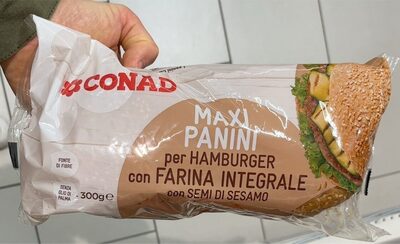 CONAD
MAXI
PANINI
per HAMBURGER
con FARINA INTEGRALE
con SEMI DI SESAMO
FONTE
DI FIBRE
SENZA
OLIO DI
PALMA
300g